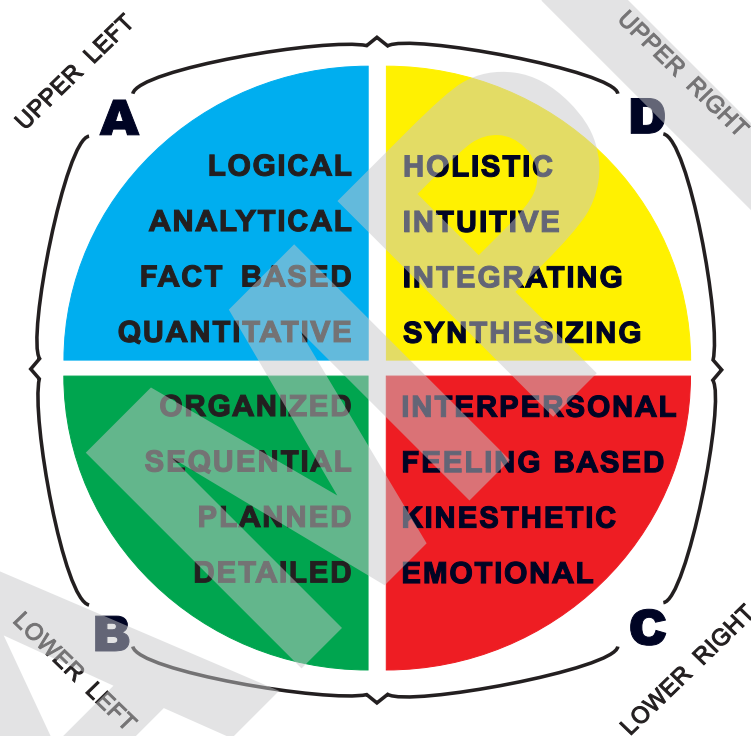 UPPER LEFT
UPPER RIGHT
A
D
LOGICAL
ANALYTICAL
FACT BASED
QUANTITATIVE
HOLISTIC
INTUITIVE
INTEGRATING
SYNTHESIZING
ORGANIZED
SEQUENTIAL
PLANNED
DETAILED
INTERPERSONAL
FEELING BASED
KINESTHETIC
EMOTIONAL
B
C
LOWER LEFT
LOWER RIGHT
AMP